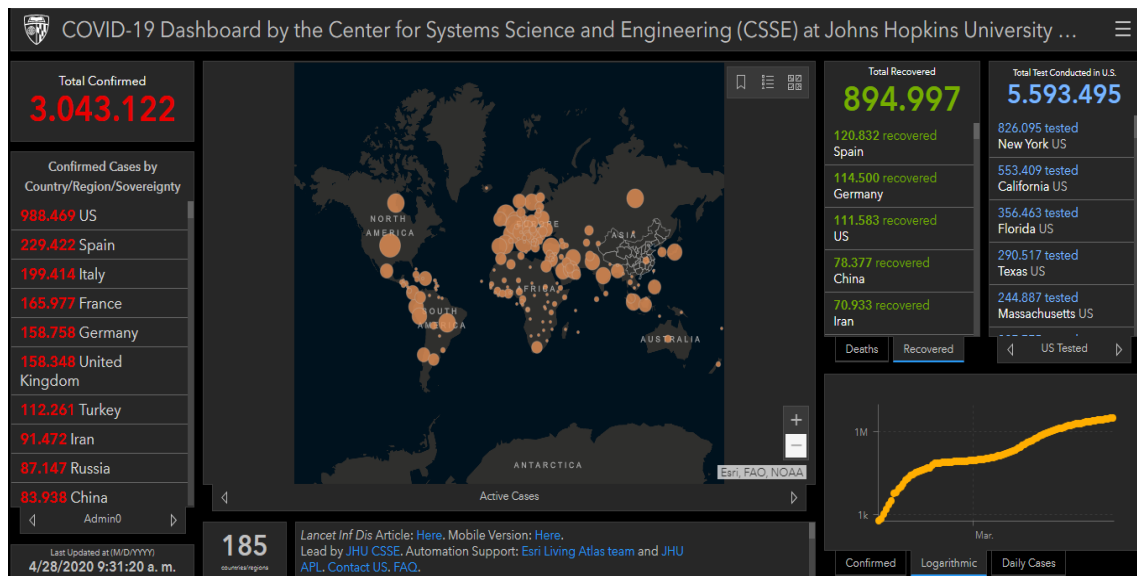 COVID-19 Dashboard by the Center for Systems Science and Engineering (CSSE) at Johns Hopkins University ...
Total Confirmed
3.043.122
Confirmed Cases by
Country/Region/Sovereignty
988.469 US
229.422 Spain
199.414 Italy
165.977 France
158.758 Germany
158.348 United
Kingdom
112.261 Turkey
91.472 Iran
87.147 Russia
83.938 China
Admin0
Last Updated at (M/D/YYYY)
4/28/2020 9:31:20 a. m.
NORTH
AMERICA
EUROPE
ASIA
AFRICA
SOUTH
AMERICA
AUSTRALIA
ANTARCTICA
+
−
Esri, FAO, NOAA
Active Cases
185
countries/regions
Lancet Inf Dis Article: Here. Mobile Version: Here.
Lead by JHU CSSE. Automation Support: Esri Living Atlas team and JHU
APL. Contact US. FAQ.
Total Recovered
894.997
120.832 recovered
Spain
114.500 recovered
Germany
111.583 recovered
US
78.377 recovered
China
70.933 recovered
Iran
Deaths
Recovered
Total Test Conducted in U.S.
5.593.495
826.095 tested
New York US
553.409 tested
California US
356.463 tested
Florida US
290.517 tested
Texas US
244.887 tested
Massachusetts US
US Tested
1M
1k
Mar.
Confirmed
Logarithmic
Daily Cases